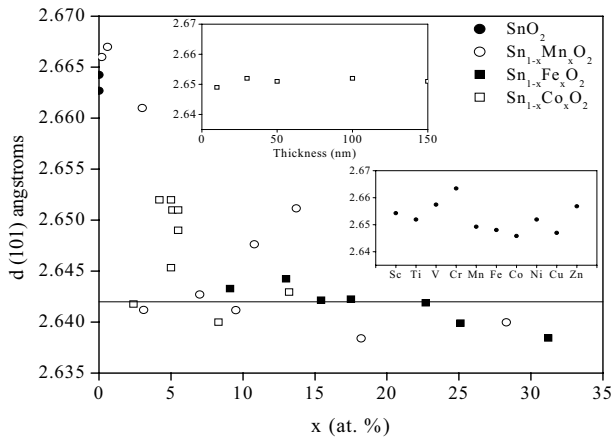 2.670
2.665
2.660
2.655
2.650
2.645
2.640
2.635
d (101) angstroms
0 5 10 15 20 25 30 35
x (at. %)
2.67
2.66
2.65
2.64
0 50 100 150
Thickness (nm)
SnO₂
Sn₁₋ₓMnₓO₂
Sn₁₋ₓFeₓO₂
Sn₁₋ₓCoₓO₂
2.67
2.66
2.65
2.64
Sc Ti V Cr Mn Fe Co Ni Cu Zn